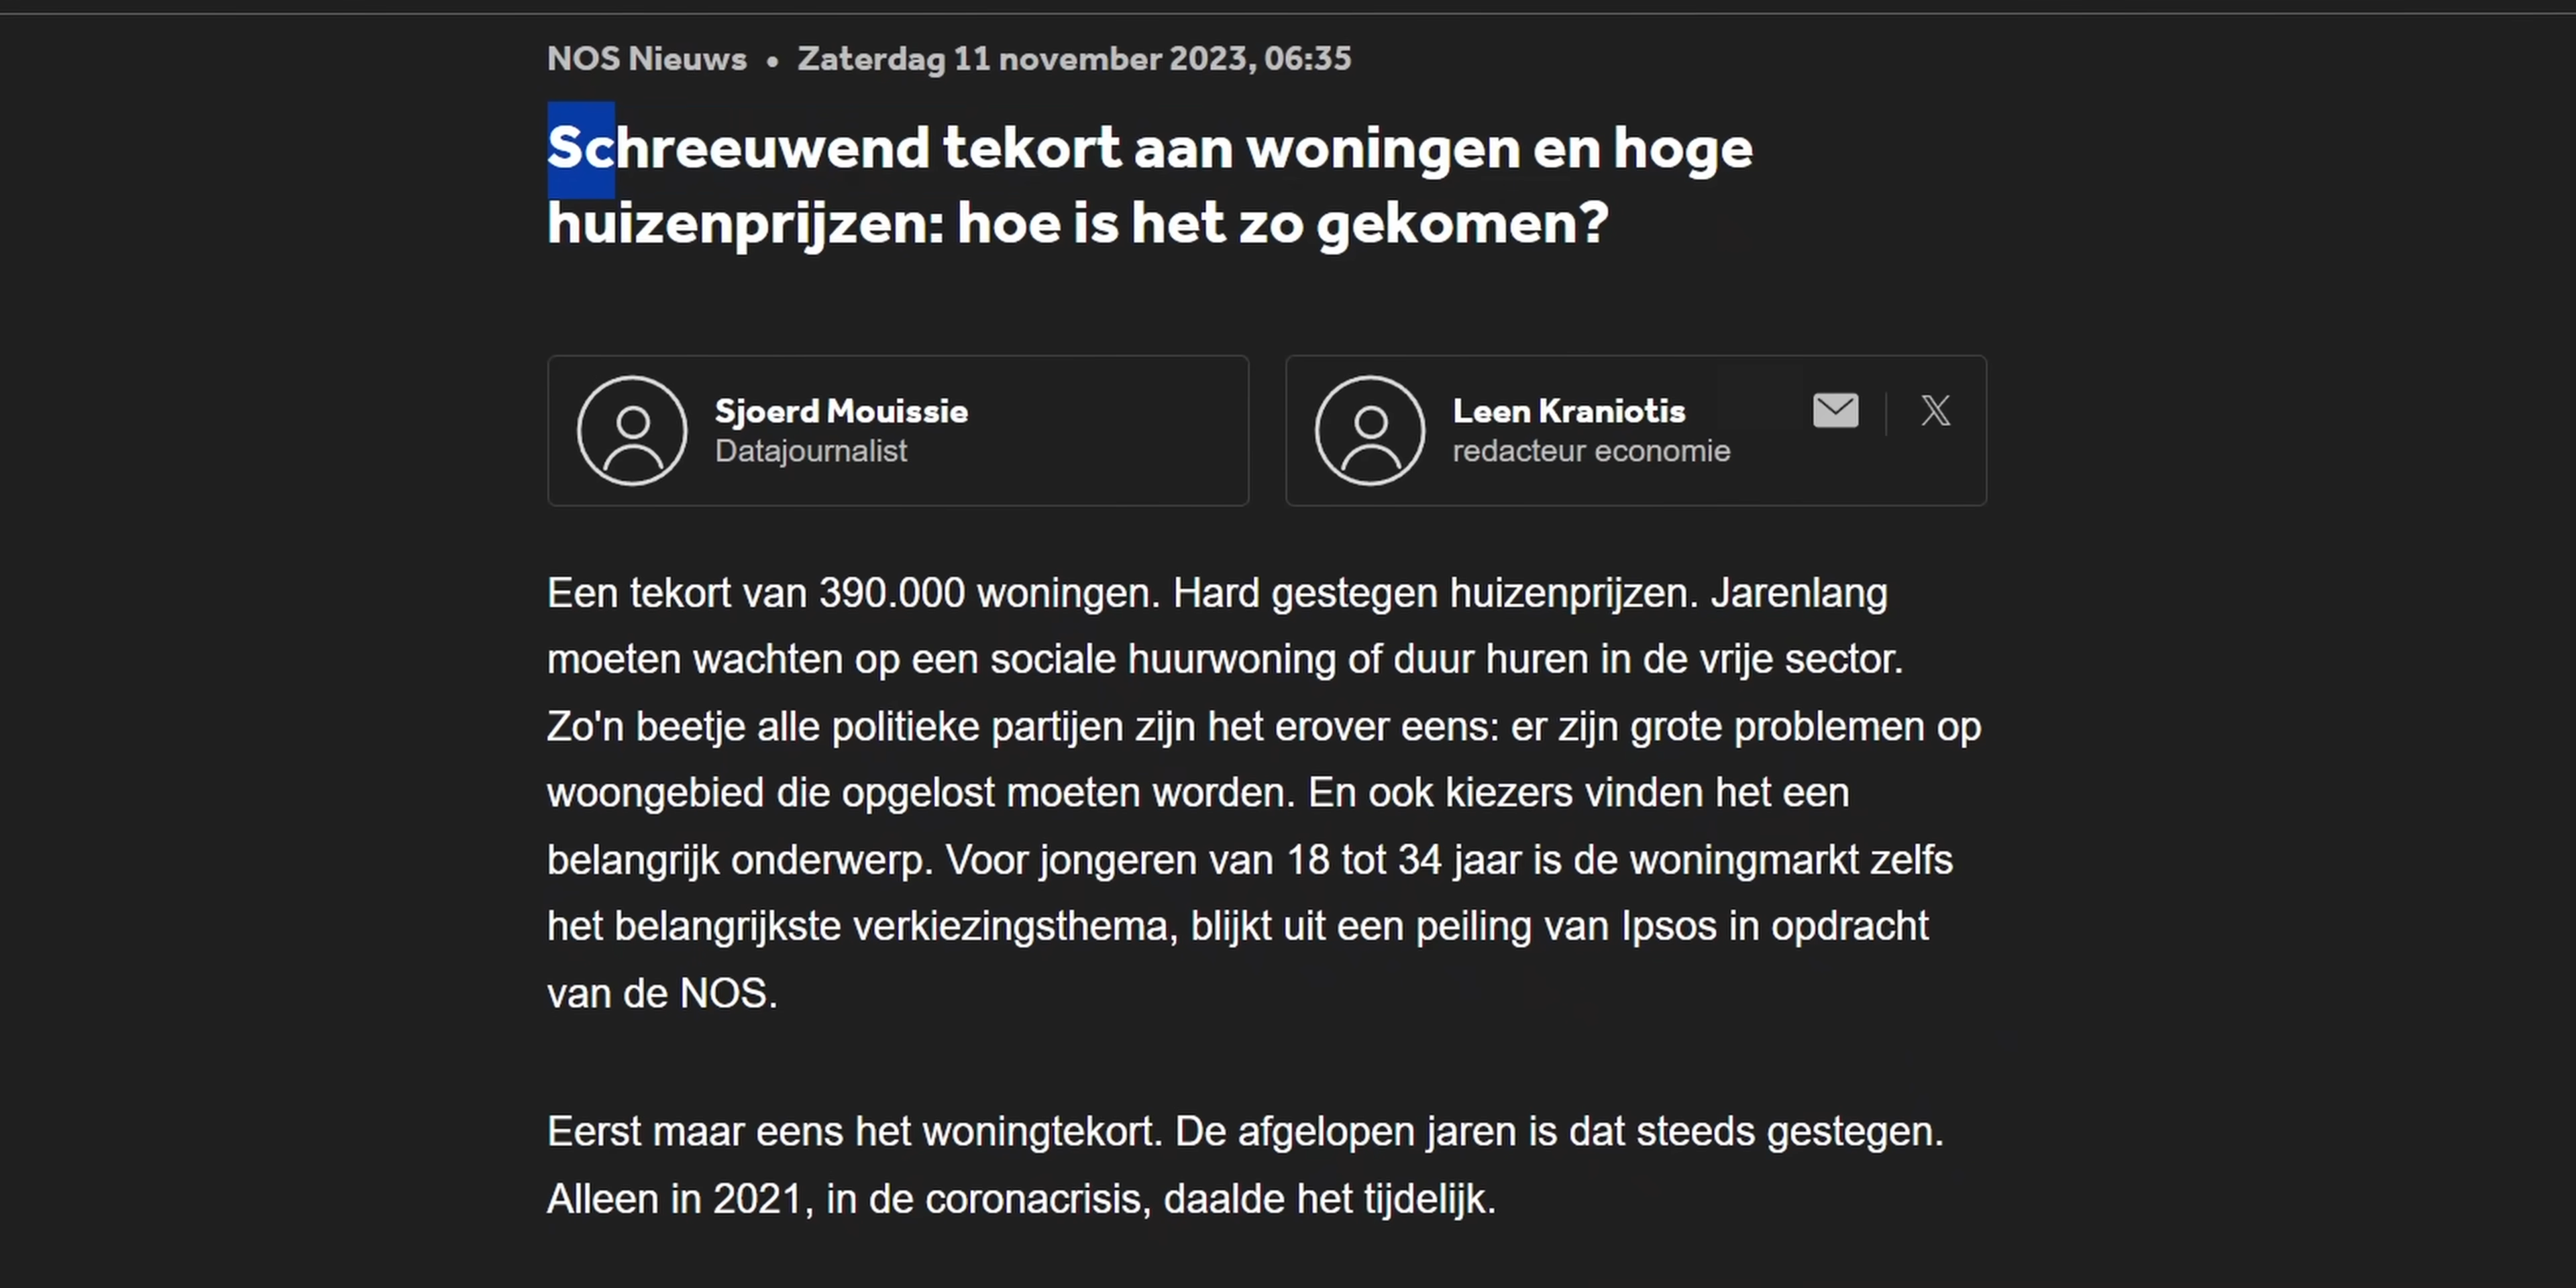 NOS Nieuws • Zaterdag 11 november 2023, 06:35
Schreeuwend tekort aan woningen en hoge
huizenprijzen: hoe is het zo gekomen?
Sjoerd Mouissie
Datajournalist
Leen Kraniotis
redacteur economie
Een tekort van 390.000 woningen. Hard gestegen huizenprijzen. Jarenlang
moeten wachten op een sociale huurwoning of duur huren in de vrije sector.
Zo'n beetje alle politieke partijen zijn het erover eens: er zijn grote problemen op
woongebied die opgelost moeten worden. En ook kiezers vinden het een
belangrijk onderwerp. Voor jongeren van 18 tot 34 jaar is de woningmarkt zelfs
het belangrijkste verkiezingsthema, blijkt uit een peiling van Ipsos in opdracht
van de NOS.
Eerst maar eens het woningtekort. De afgelopen jaren is dat steeds gestegen.
Alleen in 2021, in de coronacrisis, daalde het tijdelijk.